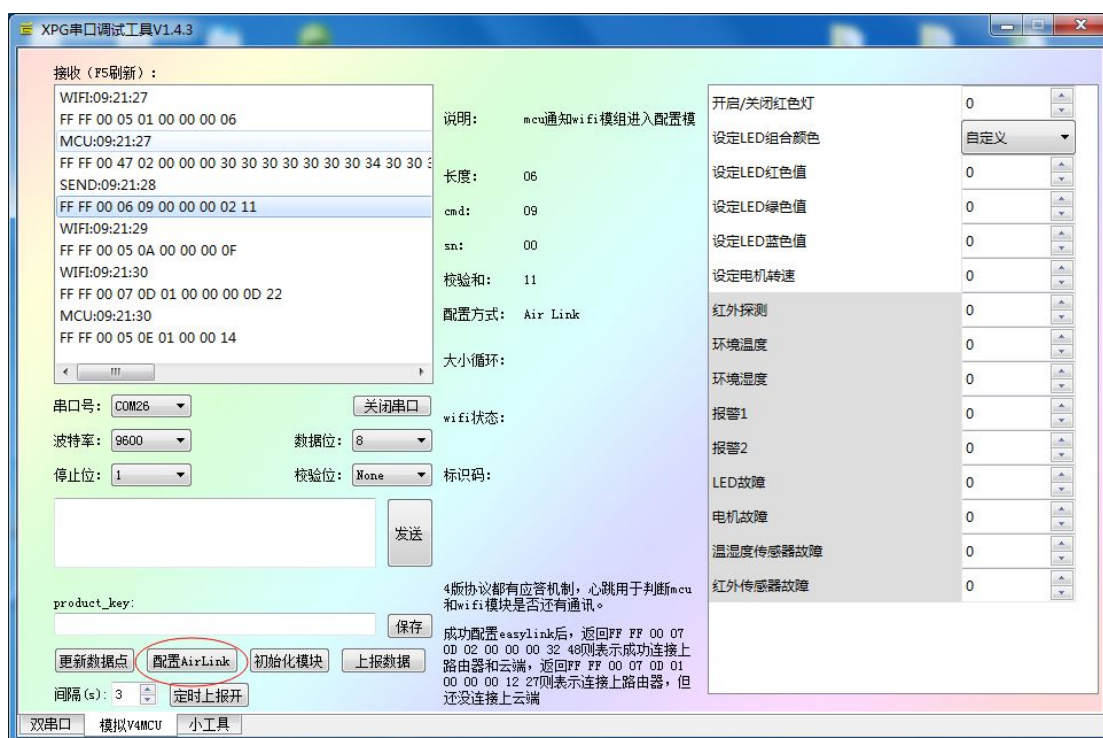 XPG串口调试工具V1.4.3
接收（F5刷新）:
WIFI:09:21:27
FF FF 00 05 01 00 00 00 06
MCU:09:21:27
FF FF 00 47 02 00 00 00 30 30 30 30 30 30 30 34 30 30
SEND:09:21:28
FF FF 00 06 09 00 00 00 02 11
WIFI:09:21:29
FF FF 00 05 0A 00 00 00 0F
WIFI:09:21:30
FF FF 00 07 0D 01 00 00 00 0D 22
MCU:09:21:30
FF FF 00 05 0E 01 00 00 14
串口号: COM26 关闭串口
波特率: 9600 数据位: 8
停止位: 1 校验位: None
发送
product_key:
保存
更新数据点 配置AirLink 初始化模块 上报数据
间隔(s): 3 定时上报开
双串口 模拟V4MCU 小工具
说明: mcu通知wifi模组进入配置模
长度: 06
cmd: 09
sn: 00
校验和: 11
配置方式: Air Link
大小循环:
wifi状态:
标识码:
4版协议都有应答机制，心跳用于判断mcu
和wifi模块是否还有通讯。
成功配置easylink后，返回FF FF 00 07
0D 02 00 00 00 32 48则表示成功连接上
路由器和云端，返回FF FF 00 07 0D 01
00 00 00 12 27则表示连接上路由器，但
还没连接上云端
开启/关闭红色灯 0
设定LED组合颜色 自定义
设定LED红色值 0
设定LED绿色值 0
设定LED蓝色值 0
设定电机转速 0
红外探测 0
环境温度 0
环境湿度 0
报警1 0
报警2 0
LED故障 0
电机故障 0
温湿度传感器故障 0
红外传感器故障 0